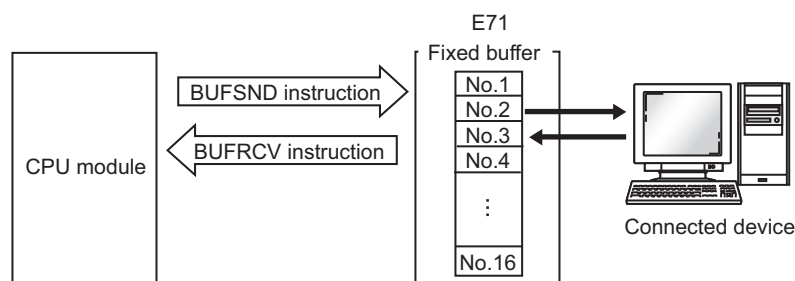 E71
Fixed buffer
No.1
BUFSND instruction
No.2
No.3
BUFRCV instruction
No.4
CPU module
⋮
Connected device
No.16